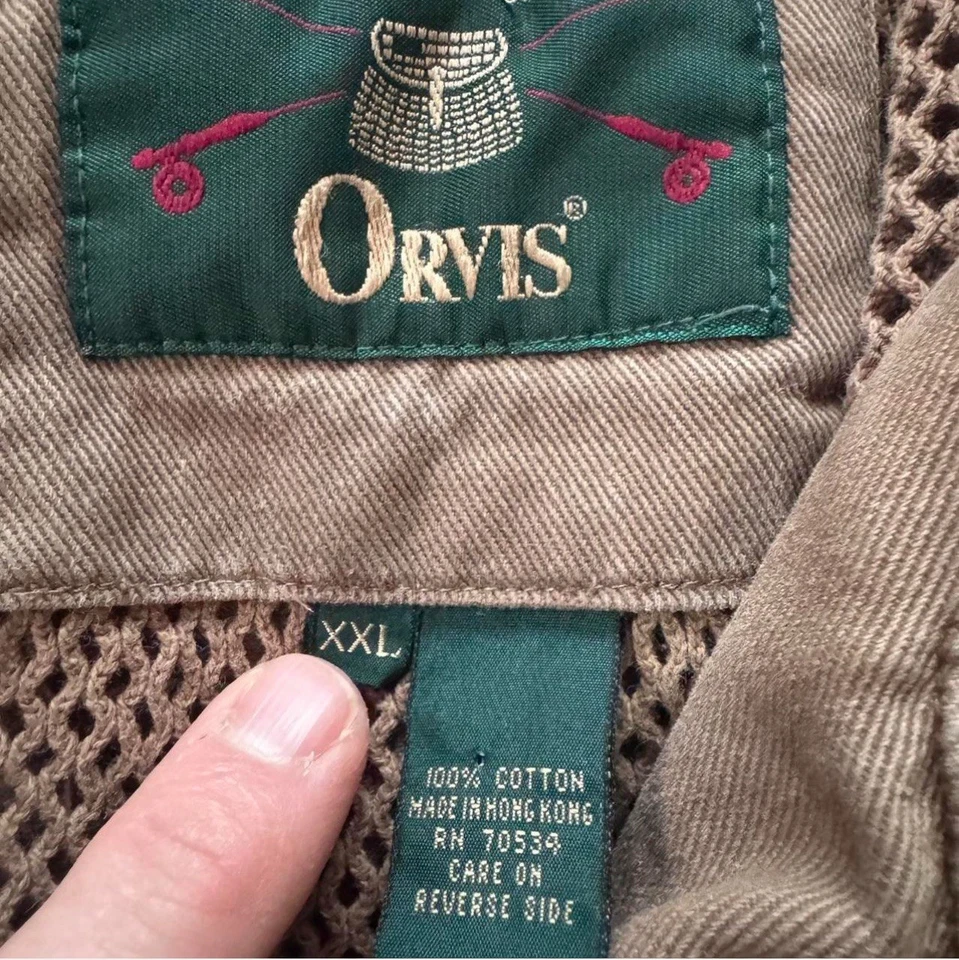 ORVIS®
XXL
100% COTTON
MADE IN HONG KONG
RN 70534
CARE ON
REVERSE SIDE